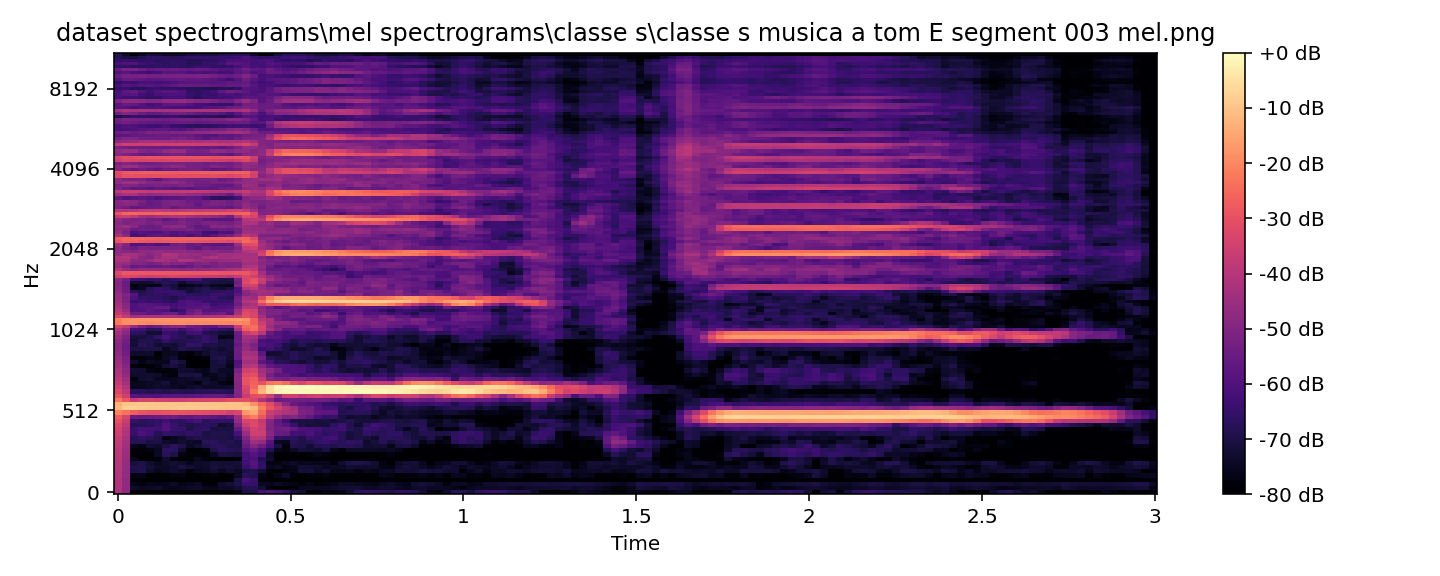 dataset spectrograms\mel spectrograms\classe s\classe s musica a tom E segment 003 mel.png
+0 dB
8192
-10 dB
-20 dB
4096
-30 dB
2048
-40 dB
Hz
1024
-50 dB
-60 dB
512
-70 dB
0
-80 dB
0
0.5
1
1.5
2
2.5
3
Time